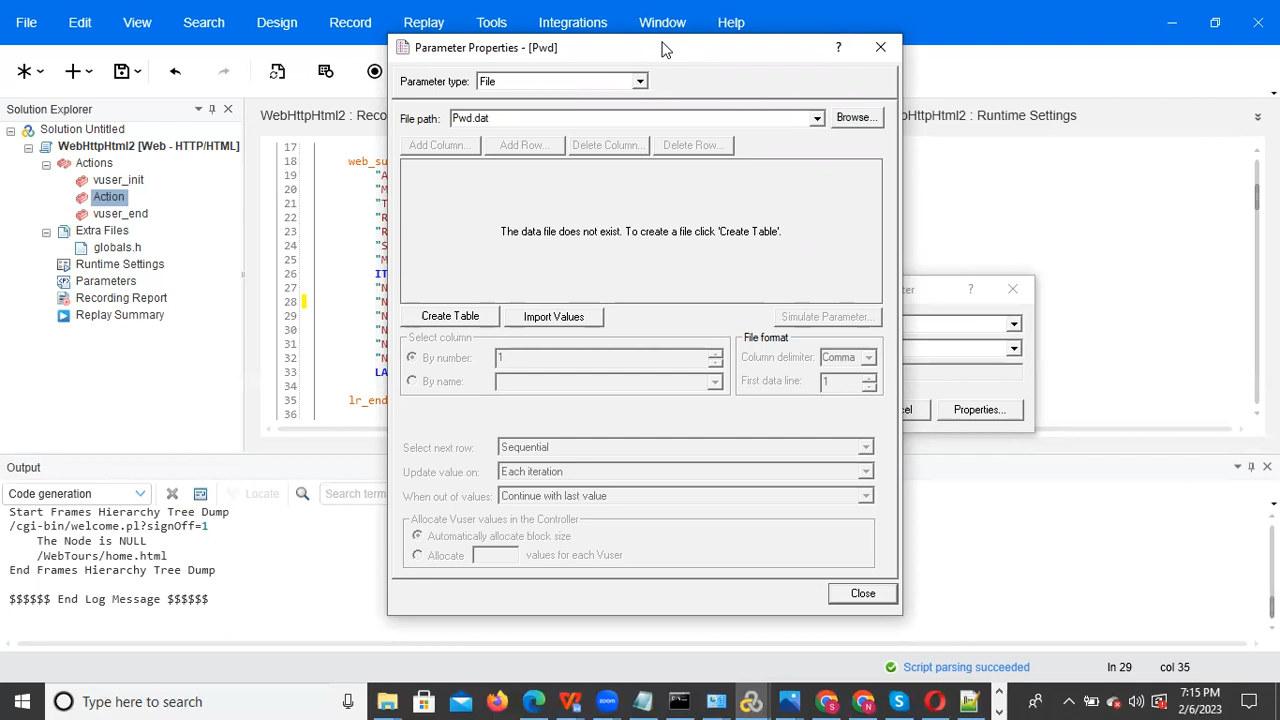 File Edit View Search Design Record Replay Tools Integrations Window Help
Parameter Properties - [Pwd]
?
Parameter type: File
Solution Explorer
WebHttpHtml2 : Reco
HttpHtml2 : Runtime Settings
File path: Pwd.dat Browse...
Solution Untitled
WebHttpHtml2 [Web - HTTP/HTML]
Actions
vuser_init
Action
vuser_end
Extra Files
globals.h
Runtime Settings
Parameters
Recording Report
Replay Summary
17
18 web_su
19 "A
20 "M
21 "T
22 "R
23 "R
24 "S
25 "M
26 IT
27 "N
28 "N
29 "N
30 "N
31 "N
32 "N
33 LA
34
35 lr_end
36
Add Column... Add Row... Delete Column... Delete Row...
The data file does not exist. To create a file click 'Create Table'.
Create Table Import Values Simulate Parameter...
Select column
By number: 1
By name:
File format
Column delimiter: Comma
First data line: 1
Select next row: Sequential
Update value on: Each iteration
When out of values: Continue with last value
Allocate Vuser values in the Controller
Automatically allocate block size
Allocate values for each Vuser
Close
eter ?
cel Properties...
Output
Code generation Locate Search term
Start Frames Hierarchy Tree Dump
/cgi-bin/welcome.pl?signOff=1
The Node is NULL
/WebTours/home.html
End Frames Hierarchy Tree Dump
$$$$$$ End Log Message $$$$$$
Script parsing succeeded ln 29 col 35
Type here to search
7:15 PM
2/6/2023